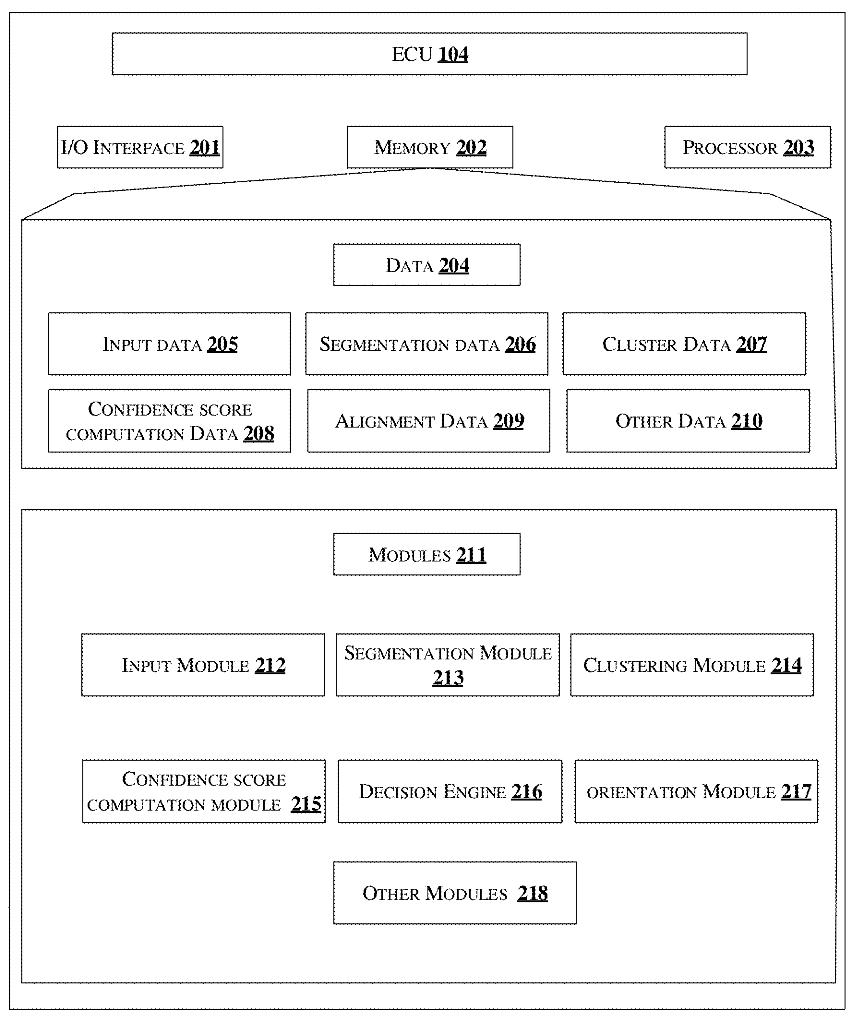 ECU 104
I/O Interface 201
Memory 202
Processor 203
Data 204
Input data 205
Segmentation data 206
Cluster Data 207
Confidence score
computation Data 208
Alignment Data 209
Other Data 210
Modules 211
Input Module 212
Segmentation Module
213
Clustering Module 214
Confidence score
computation module 215
Decision Engine 216
orientation Module 217
Other Modules 218